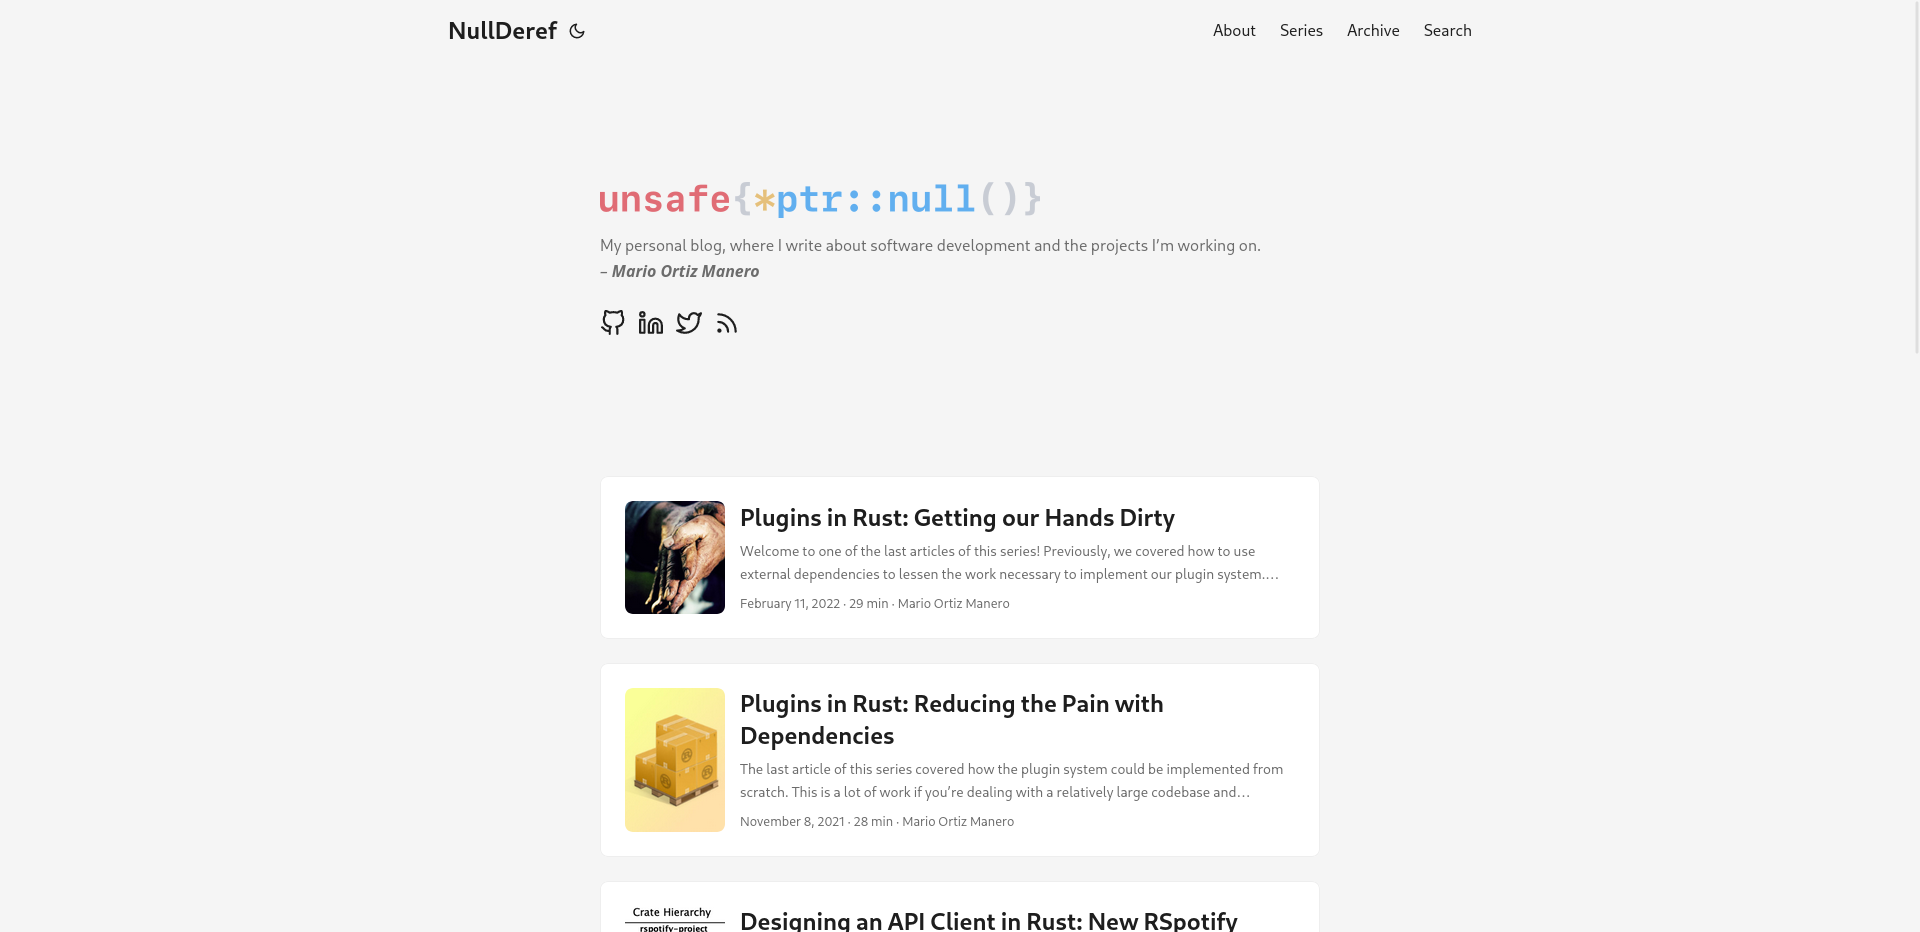 NullDeref
About Series Archive Search
unsafe{*ptr::null()}
My personal blog, where I write about software development and the projects I’m working on.
– Mario Ortiz Manero
Plugins in Rust: Getting our Hands Dirty
Welcome to one of the last articles of this series! Previously, we covered how to use
external dependencies to lessen the work necessary to implement our plugin system.…
February 11, 2022 · 29 min · Mario Ortiz Manero
Plugins in Rust: Reducing the Pain with
Dependencies
The last article of this series covered how the plugin system could be implemented from
scratch. This is a lot of work if you’re dealing with a relatively large codebase and…
November 8, 2021 · 28 min · Mario Ortiz Manero
Crate Hierarchy
rspotify-project
Designing an API Client in Rust: New RSpotify